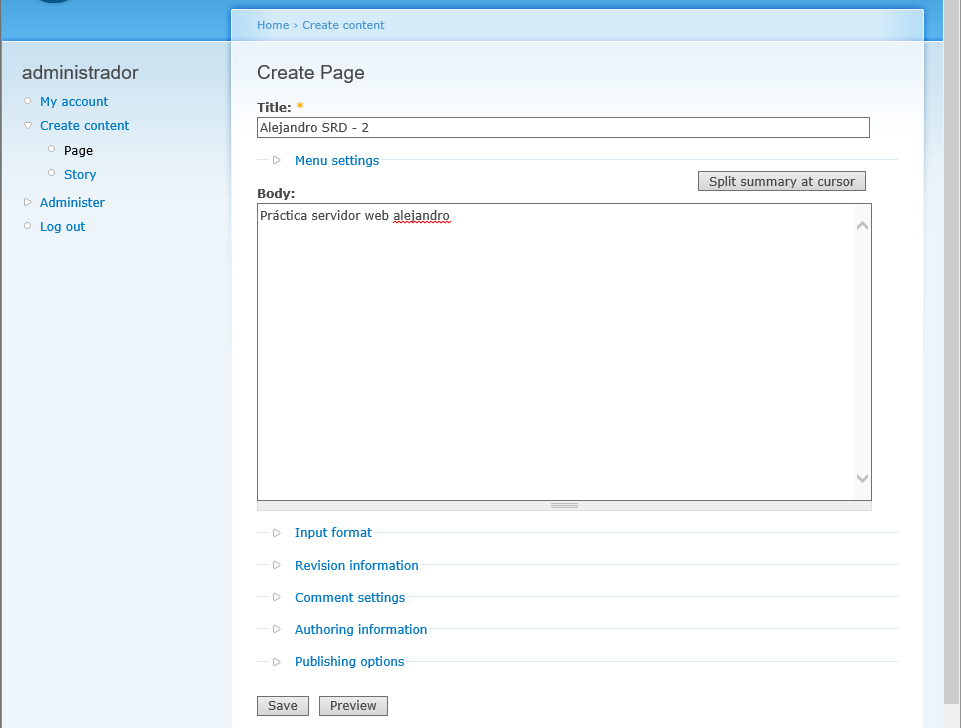 Home › Create content
administrador
My account
Create content
Page
Story
Administer
Log out
Create Page
Title: *
Alejandro SRD - 2
Menu settings
Split summary at cursor
Body:
Práctica servidor web alejandro
Input format
Revision information
Comment settings
Authoring information
Publishing options
Save Preview